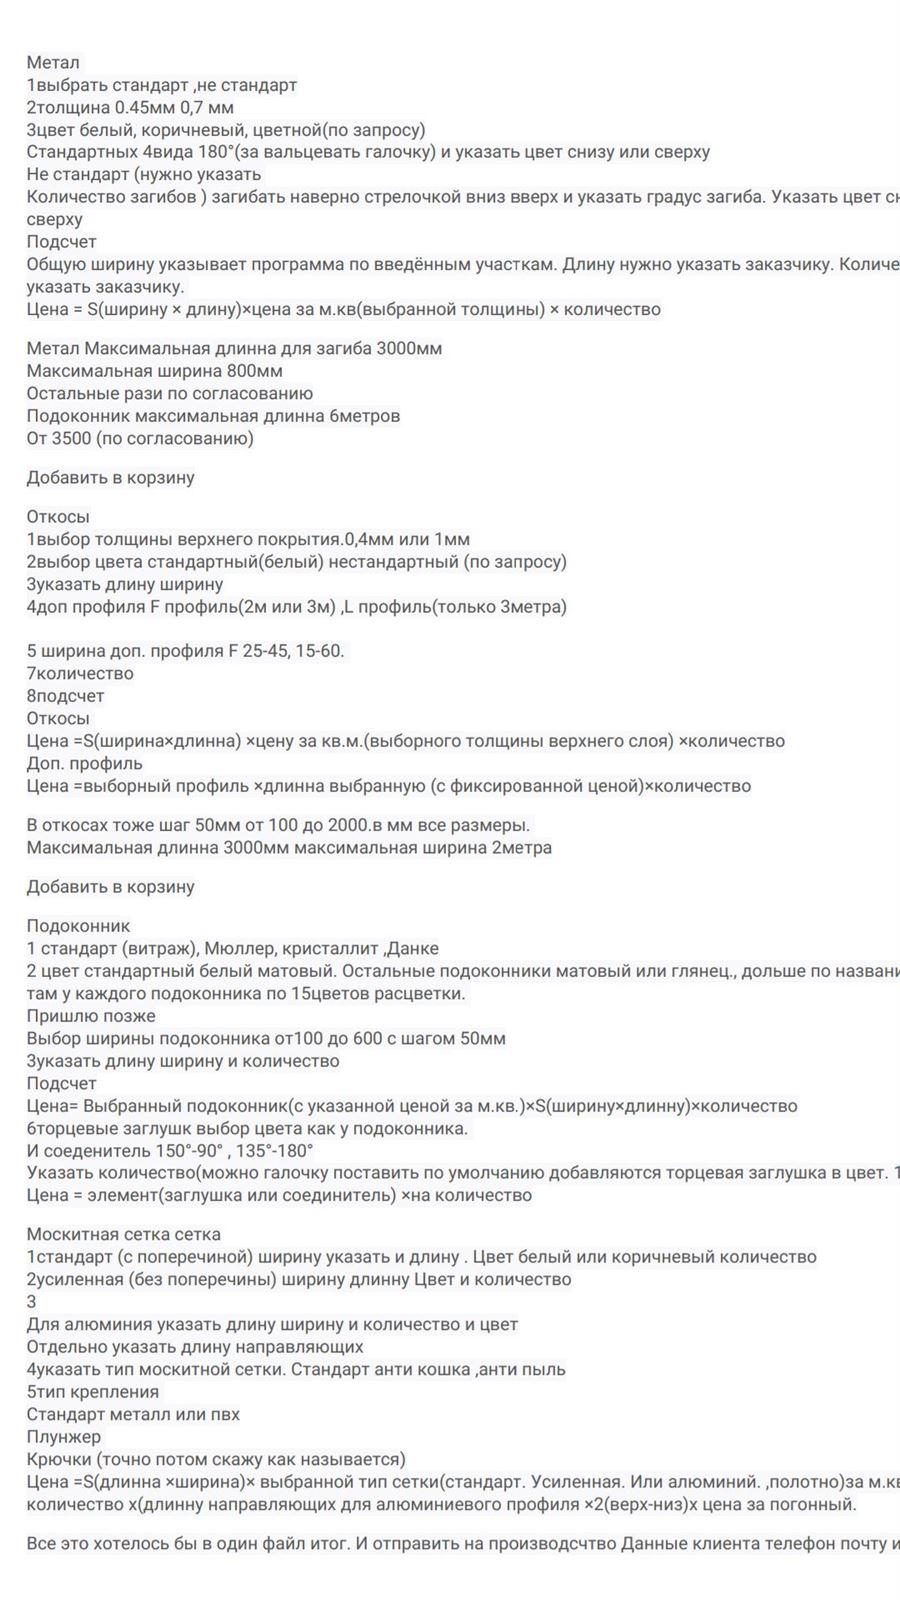 Метал
1выбрать стандарт ,не стандарт
2толщина 0.45мм 0,7 мм
3цвет белый, коричневый, цветной(по запросу)
Стандартных 4вида 180°(за вальцевать галочку) и указать цвет снизу или сверху
Не стандарт (нужно указать
Количество загибов ) загибать наверно стрелочкой вниз вверх и указать градус загиба. Указать цвет
сверху
Подсчет
Общую ширину указывает программа по введённым участкам. Длину нужно указать заказчику.
указать заказчику.
Цена = S(ширину × длину)×цена за м.кв(выбранной толщины) × количество
Метал Максимальная длинна для загиба 3000мм
Максимальная ширина 800мм
Остальные рази по согласованию
Подоконник максимальная длинна 6метров
От 3500 (по согласованию)
Добавить в корзину
Откосы
1выбор толщины верхнего покрытия.0,4мм или 1мм
2выбор цвета стандартный(белый) нестандартный (по запросу)
3указать длину ширину
4доп профиля F профиль(2м или 3м) ,L профиль(только 3метра)
5 ширина доп. профиля F 25-45, 15-60.
7количество
8подсчет
Откосы
Цена =S(ширина×длинна) ×цену за кв.м.(выборного толщины верхнего слоя) ×количество
Доп. профиль
Цена =выборный профиль ×длинна выбранную (с фиксированной ценой)×количество
В откосах тоже шаг 50мм от 100 до 2000.в мм все размеры.
Максимальная длинна 3000мм максимальная ширина 2метра
Добавить в корзину
Подоконник
1 стандарт (витраж), Мюллер, кристаллит ,Данке
2 цвет стандартный белый матовый. Остальные подоконники матовый или глянец., дольше по
там у каждого подоконника по 15цветов расцветки.
Пришлю позже
Выбор ширины подоконника от100 до 600 с шагом 50мм
3указать длину ширину и количество
Подсчет
Цена= Выбранный подоконник(с указанной ценой за м.кв.)×S(ширину×длинну)×количество
6торцевые заглушк выбор цвета как у подоконника.
И соеденитель 150°-90° , 135°-180°
Указать количество(можно галочку поставить по умолчанию добавляются торцевая заглушка в цвет. 1
Цена = элемент(заглушка или соединитель) ×на количество
Москитная сетка сетка
1стандарт (с поперечиной) ширину указать и длину . Цвет белый или коричневый количество
2усиленная (без поперечины) ширину длинну Цвет и количество
3
Для алюминия указать длину ширину и количество и цвет
Отдельно указать длину направляющих
4указать тип москитной сетки. Стандарт анти кошка ,анти пыль
5тип крепления
Стандарт металл или пвх
Плунжер
Крючки (точно потом скажу как называется)
Цена =S(длинна ×ширина)× выбранной тип сетки(стандарт. Усиленная. Или алюминий. ,полотно)за
количество х(длинну направляющих для алюминиевого профиля ×2(верх-низ)х цена за погонный.
Все это хотелось бы в один файл итог. И отправить на производсчтво Данные клиента телефон почту